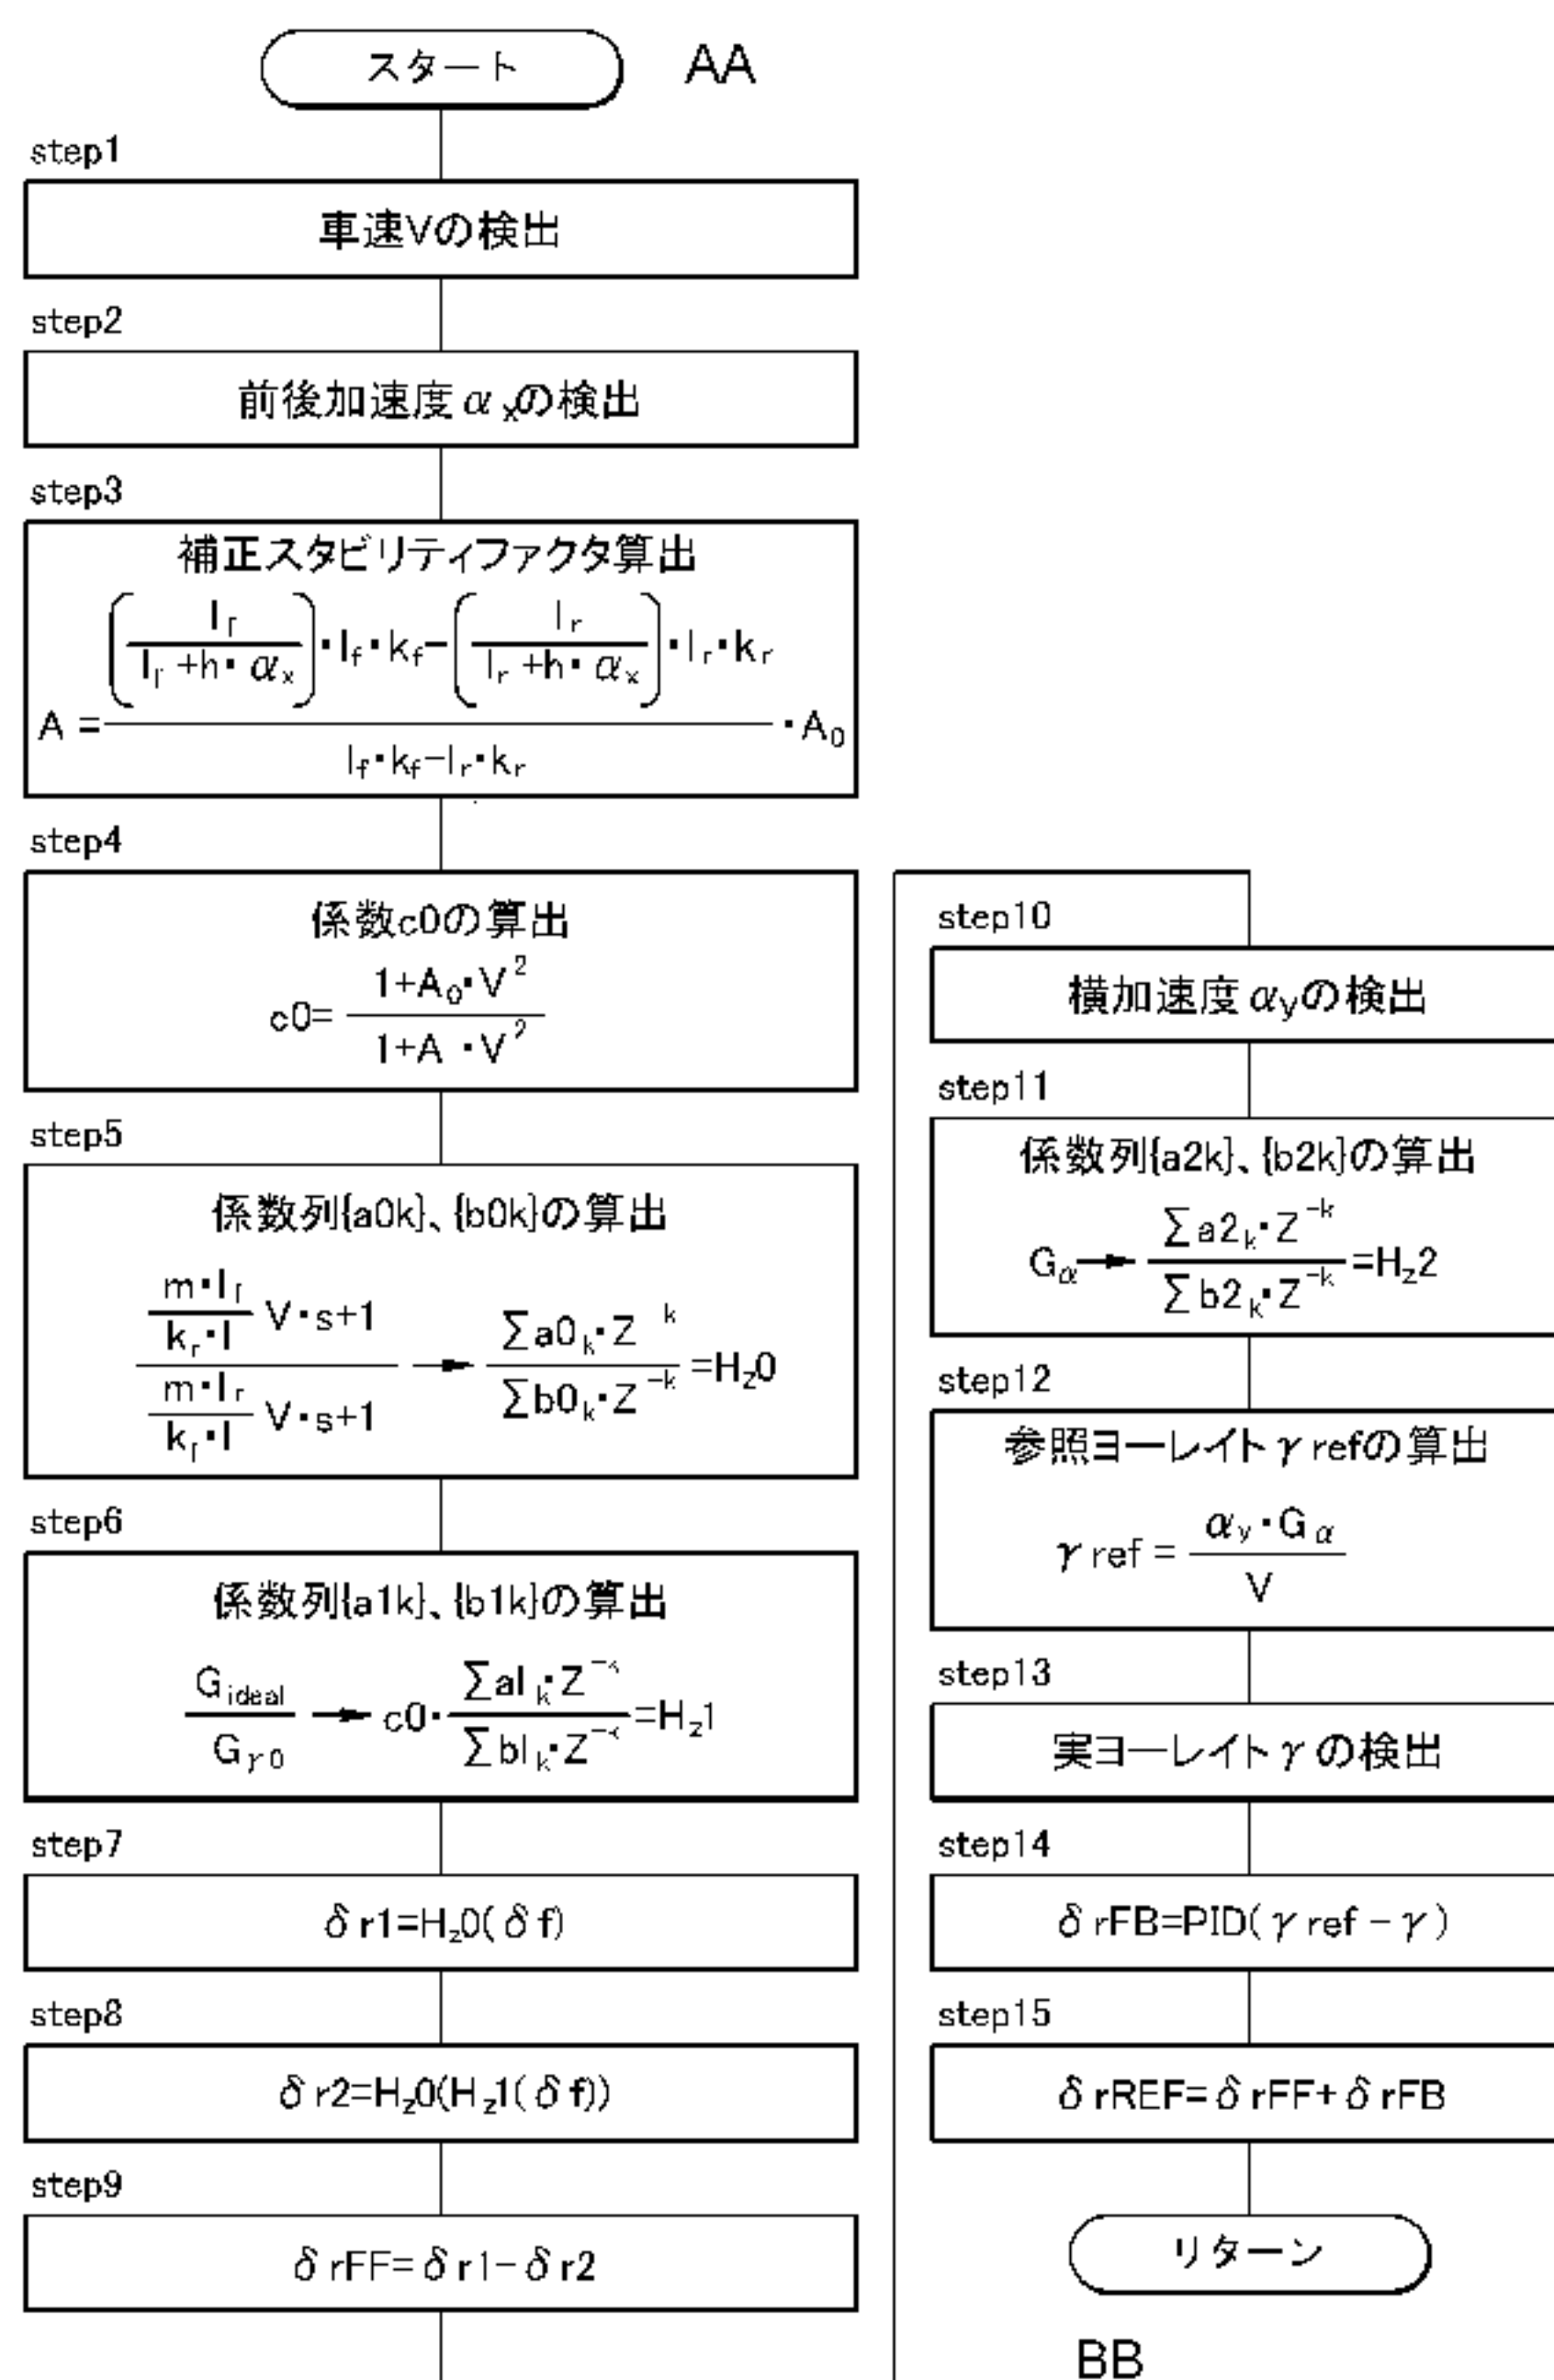 スタート AA
step1
車速Vの検出
step2
前後加速度αxの検出
step3
補正スタビリティファクタ算出
A = ((lf / (lf+h・αx))・lf・kf−(lr / (lr+h・αx))・lr・kr) / (lf・kf−lr・kr) ・A0
step4
係数c0の算出
c0= (1+A0・V²) / (1+A ・V²)
step5
係数列{a0k}、{b0k}の算出
((m・lf / kr・l) V・s+1) / ((m・lr / kf・l) V・s+1) → Σa0k・Z k / Σb0k・Z−k =Hz0
step6
係数列{a1k}、{b1k}の算出
Gideal / Gγ0 → c0・ Σal k・Z−k / Σbl k・Z−k =Hz1
step7
δr1=Hz0(δf)
step8
δr2=Hz0(Hz1(δf))
step9
δrFF=δr1−δr2
step10
横加速度αyの検出
step11
係数列{a2k}、{b2k}の算出
Gα→ Σa2k・Z−k / Σb2k・Z−k =Hz2
step12
参照ヨーレイトγrefの算出
γref = αy・Gα / V
step13
実ヨーレイトγの検出
step14
δrFB=PID(γref−γ)
step15
δrREF=δrFF+δrFB
リターン
BB